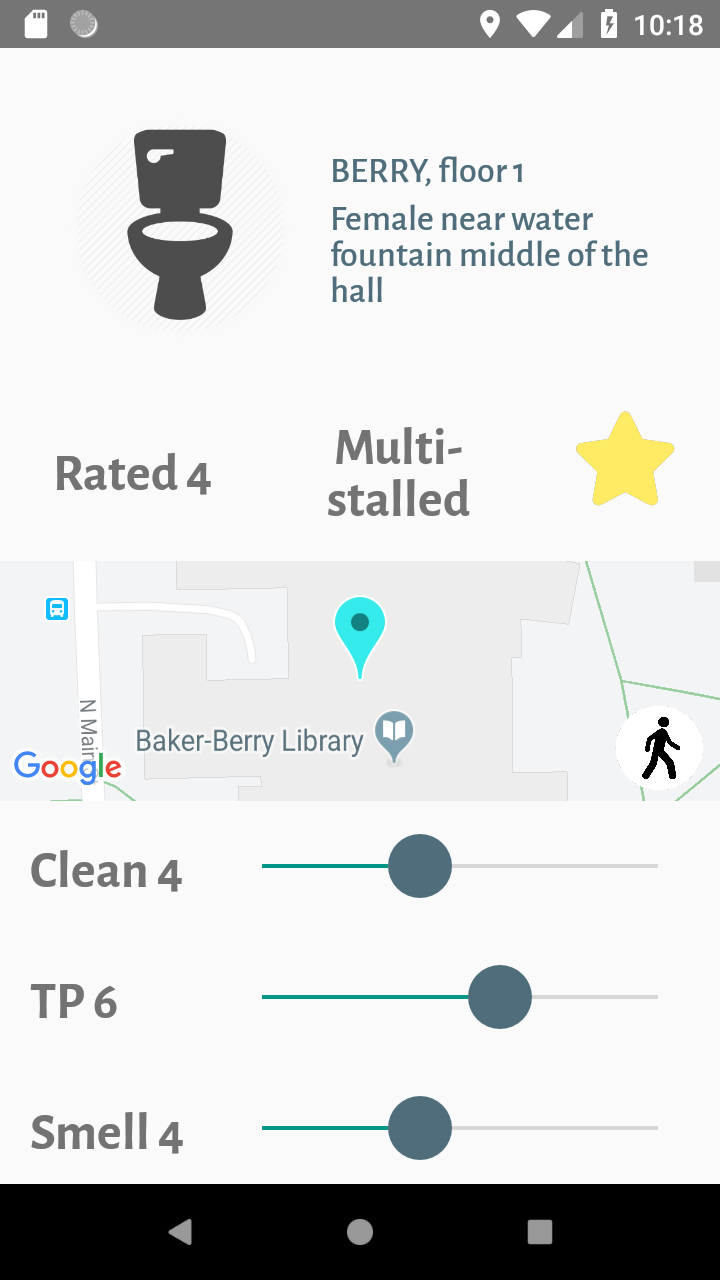 10:18
BERRY, floor 1
Female near water
fountain middle of the
hall
Rated 4
Multi-
stalled
N Main
Baker-Berry Library
Google
Clean 4
TP 6
Smell 4